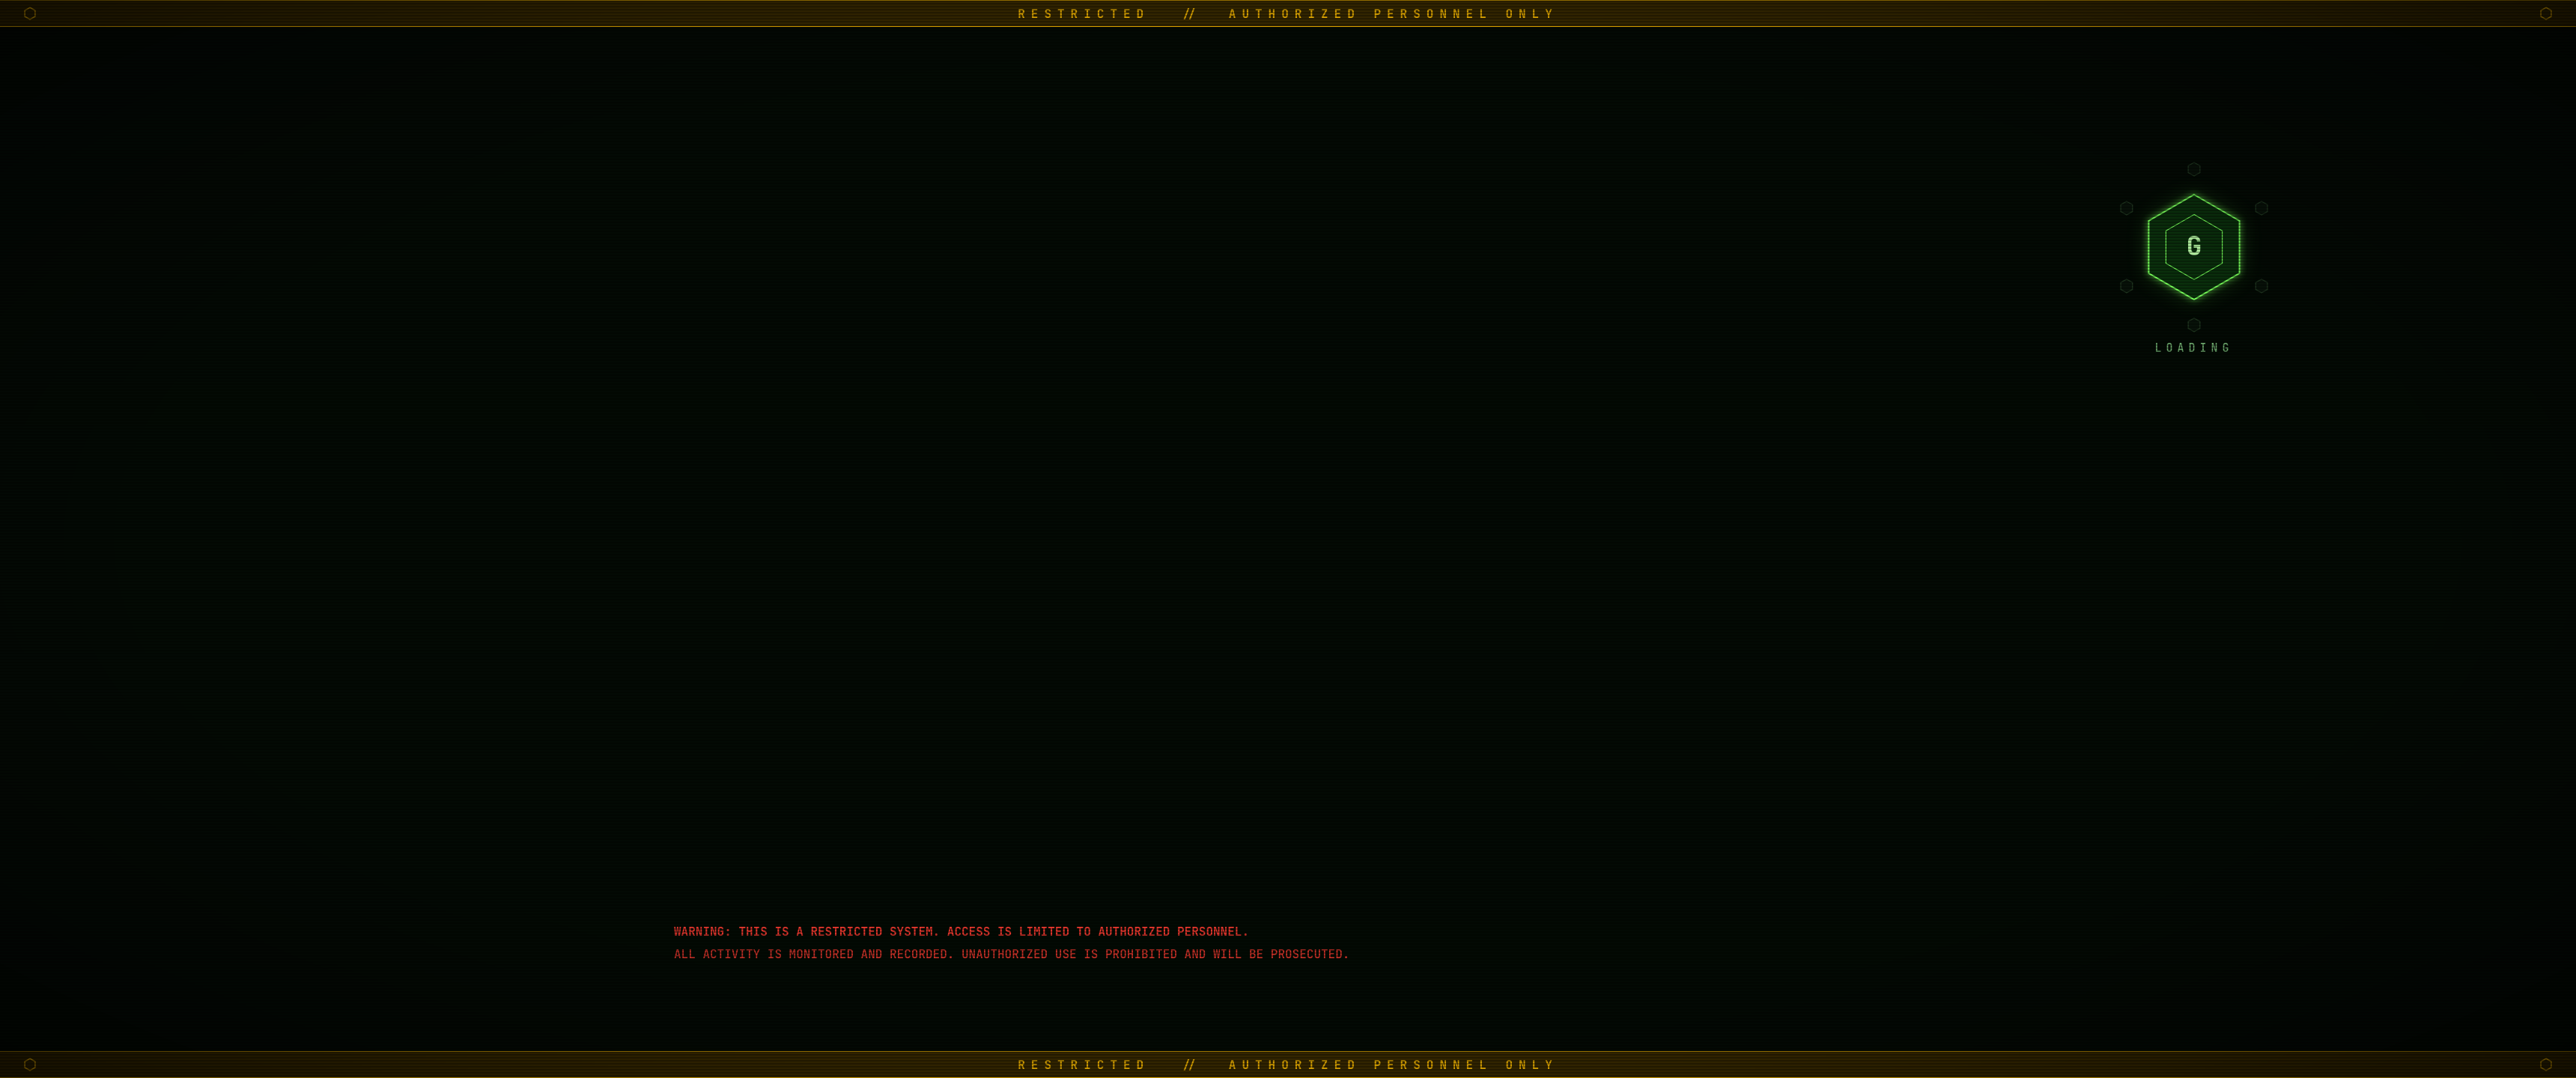 RESTRICTED // AUTHORIZED PERSONNEL ONLY
G
LOADING
WARNING: THIS IS A RESTRICTED SYSTEM. ACCESS IS LIMITED TO AUTHORIZED PERSONNEL.
ALL ACTIVITY IS MONITORED AND RECORDED. UNAUTHORIZED USE IS PROHIBITED AND WILL BE PROSECUTED.
RESTRICTED // AUTHORIZED PERSONNEL ONLY